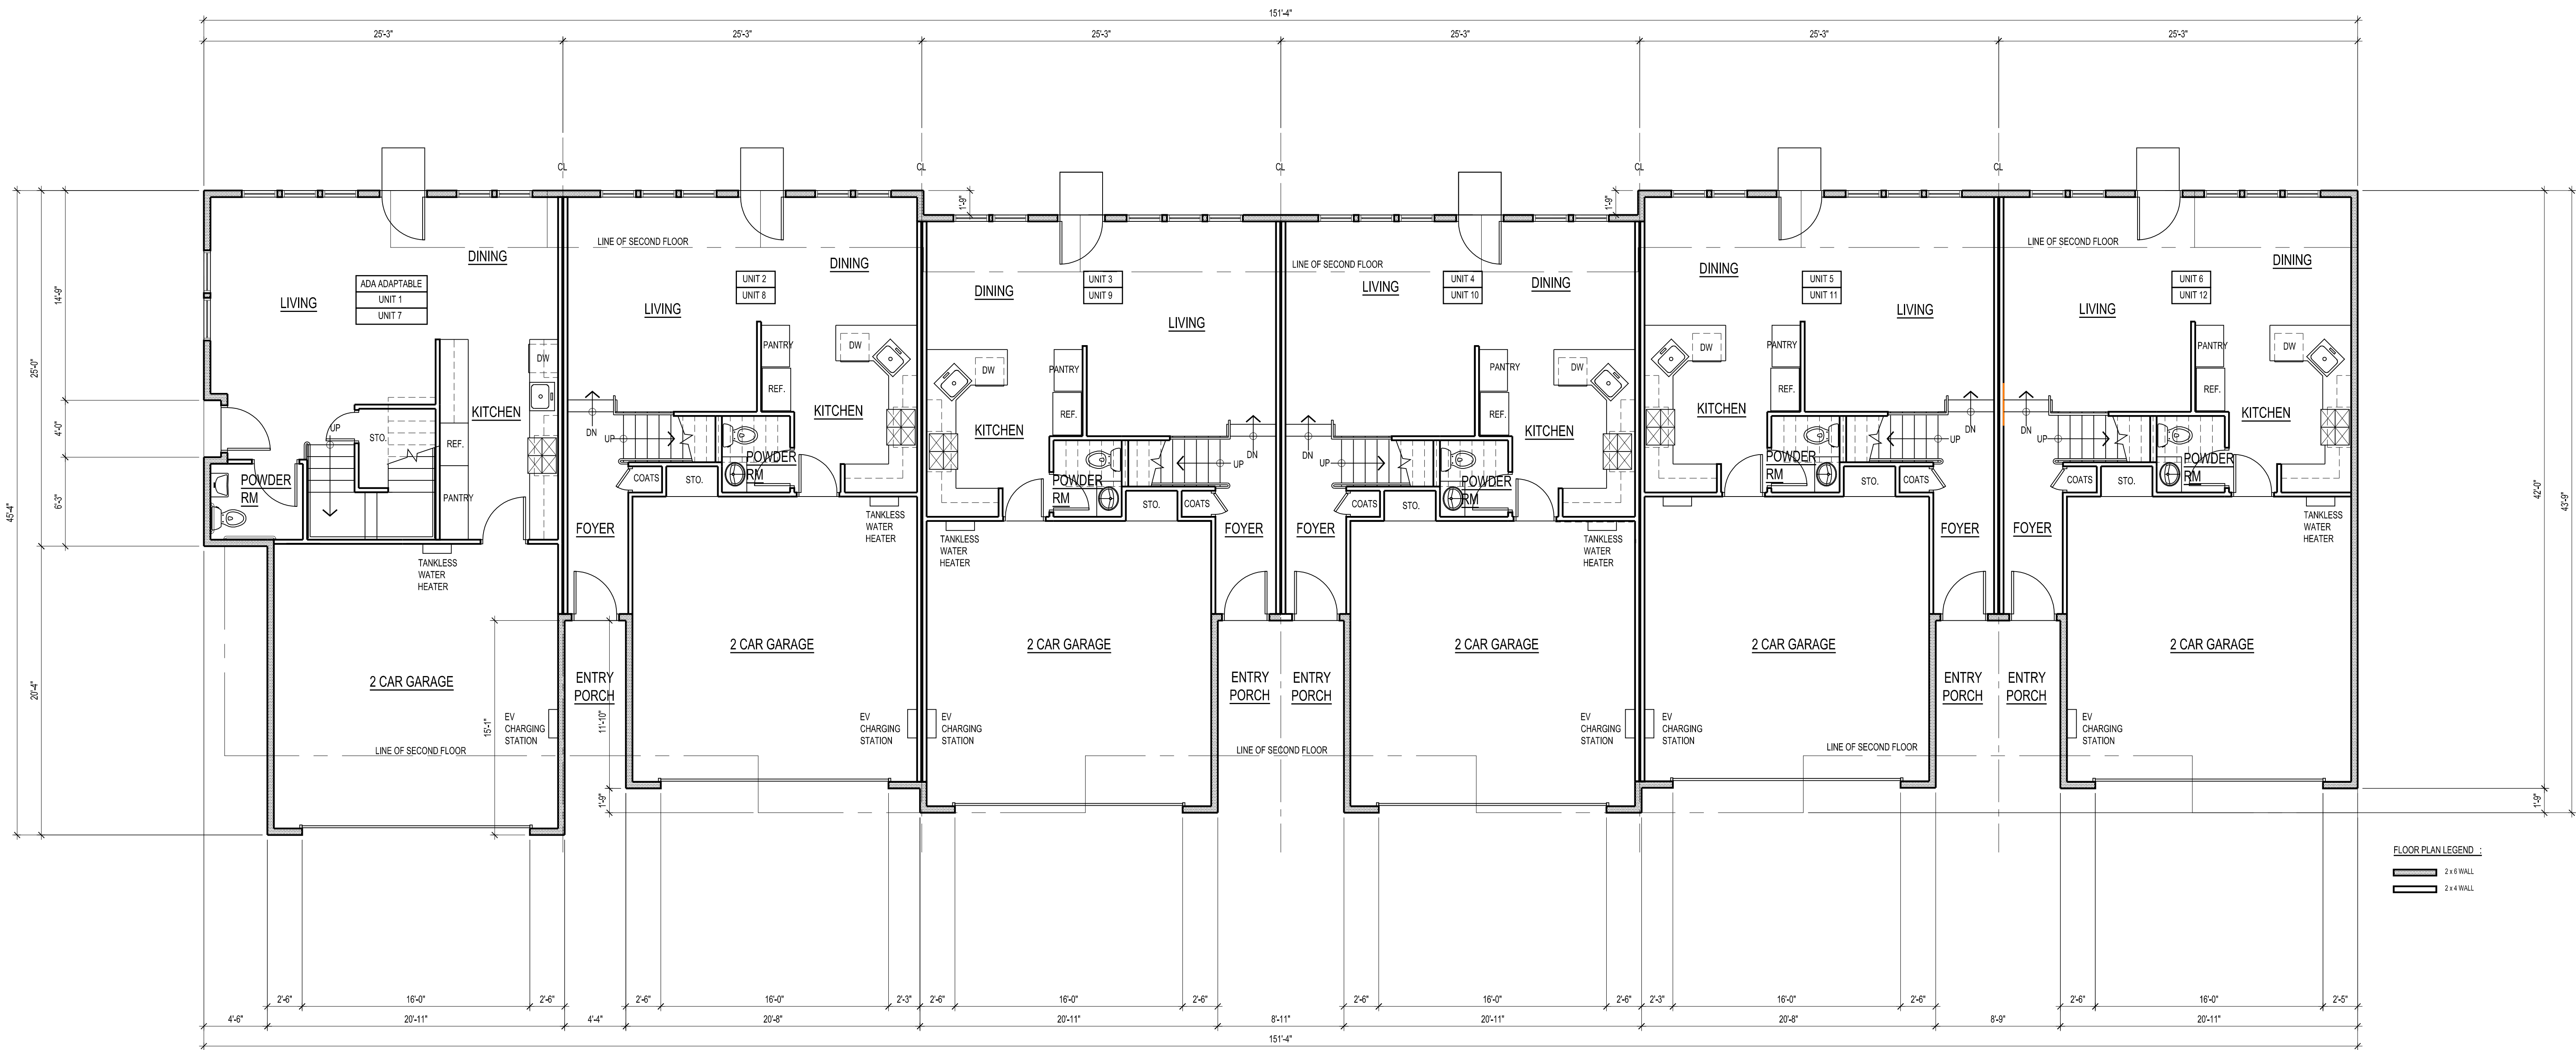 151'-4"
25'-3"
25'-3"
25'-3"
25'-3"
25'-3"
25'-3"
CL
CL
CL
CL
CL
1'-9"
1'-9"
LINE OF SECOND FLOOR
LINE OF SECOND FLOOR
LINE OF SECOND FLOOR
DINING
DINING
DINING
DINING
DINING
DINING
ADA ADAPTABLE
UNIT 1
UNIT 7
UNIT 2
UNIT 8
UNIT 3
UNIT 9
UNIT 4
UNIT 10
UNIT 5
UNIT 11
UNIT 6
UNIT 12
LIVING
LIVING
LIVING
LIVING
LIVING
LIVING
14'-9"
25'-0"
4'-0"
6'-3"
45'-4"
20'-4"
DW
DW
DW
DW
DW
DW
PANTRY
PANTRY
PANTRY
PANTRY
PANTRY
PANTRY
REF.
REF.
REF.
REF.
REF.
REF.
KITCHEN
KITCHEN
KITCHEN
KITCHEN
KITCHEN
KITCHEN
UP
STO.
DN
UP
DN
UP
DN
UP
DN
UP
DN
UP
POWDER
RM
POWDER
RM
POWDER
RM
POWDER
RM
POWDER
RM
POWDER
RM
COATS
STO.
STO.
COATS
COATS
STO.
STO.
COATS
COATS
STO.
FOYER
FOYER
FOYER
FOYER
FOYER
TANKLESS
WATER
HEATER
TANKLESS
WATER
HEATER
TANKLESS
WATER
HEATER
TANKLESS
WATER
HEATER
TANKLESS
WATER
HEATER
42'-0"
43'-9"
1'-9"
2 CAR GARAGE
2 CAR GARAGE
2 CAR GARAGE
2 CAR GARAGE
2 CAR GARAGE
2 CAR GARAGE
ENTRY
PORCH
ENTRY
PORCH
ENTRY
PORCH
ENTRY
PORCH
ENTRY
PORCH
15'-1"
11'-10"
1'-9"
EV
CHARGING
STATION
EV
CHARGING
STATION
EV
CHARGING
STATION
EV
CHARGING
STATION
EV
CHARGING
STATION
EV
CHARGING
STATION
LINE OF SECOND FLOOR
LINE OF SECOND FLOOR
LINE OF SECOND FLOOR
FLOOR PLAN LEGEND :
2 x 6 WALL
2 x 4 WALL
2'-6"
16'-0"
2'-6"
2'-6"
16'-0"
2'-3"
2'-6"
16'-0"
2'-6"
2'-6"
16'-0"
2'-6"
2'-3"
16'-0"
2'-6"
2'-6"
16'-0"
2'-5"
4'-6"
20'-11"
4'-4"
20'-8"
20'-11"
8'-11"
20'-11"
20'-8"
8'-9"
20'-11"
151'-4"